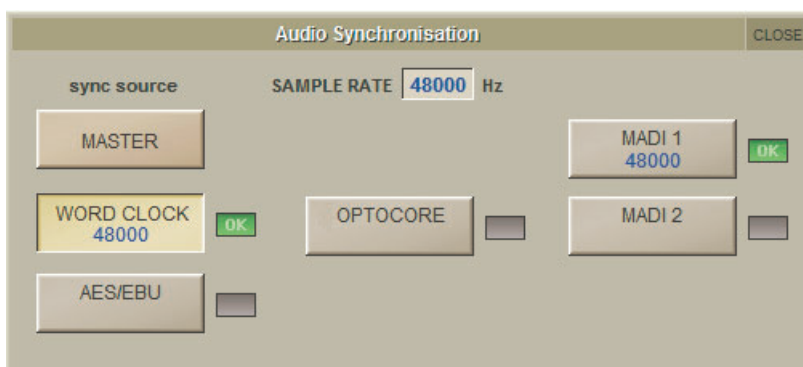 Audio Synchronisation
CLOSE
sync source
SAMPLE RATE 48000 Hz
MASTER
MADI 1
48000
OK
WORD CLOCK
48000
OK
OPTOCORE
MADI 2
AES/EBU